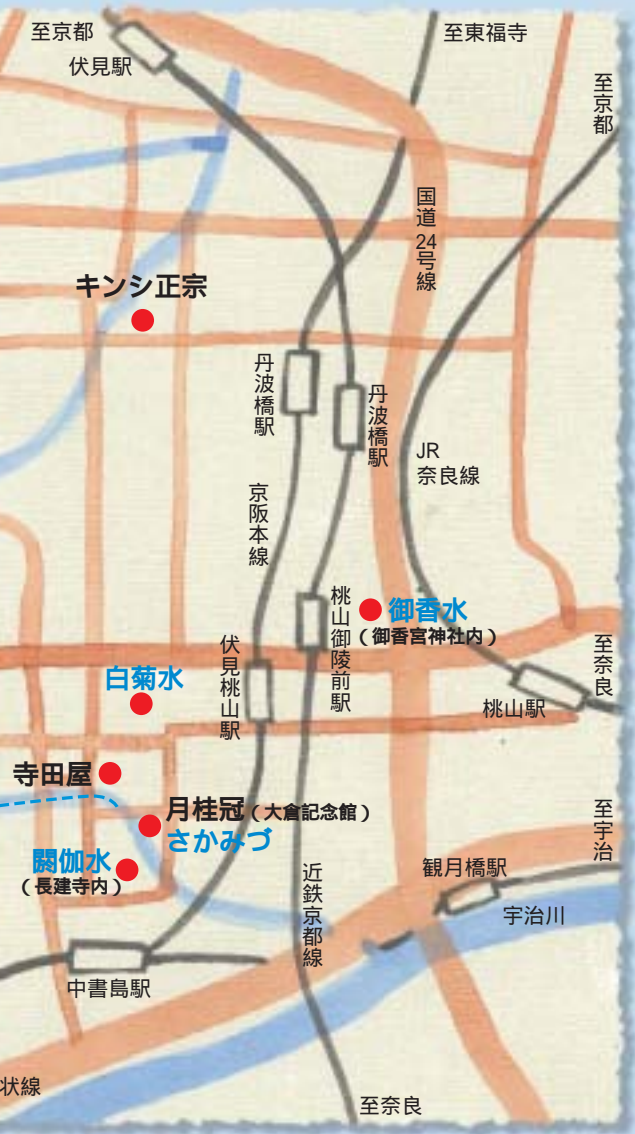 至京都
伏見駅
至東福寺
至京都
国道24号線
キンシ正宗
丹波橋駅
丹波橋駅
JR
奈良線
京阪本線
桃山御陵前駅
御香水
（御香宮神社内）
伏見桃山駅
白菊水
至奈良
桃山駅
寺田屋
月桂冠（大倉記念館）
さかみづ
閼伽水
（長建寺内）
至宇治
観月橋駅
近鉄京都線
宇治川
中書島駅
状線
至奈良